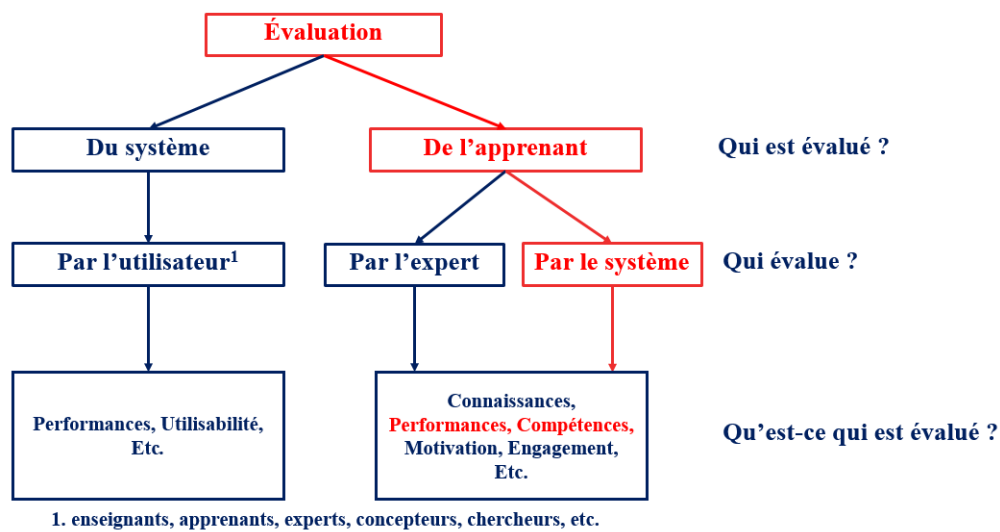 Évaluation
Du système
De l'apprenant
Qui est évalué ?
Par l'utilisateur¹
Par l'expert
Par le système
Qui évalue ?
Performances, Utilisabilité,
Etc.
Connaissances,
Performances, Compétences,
Motivation, Engagement,
Etc.
Qu'est-ce qui est évalué ?
1. enseignants, apprenants, experts, concepteurs, chercheurs, etc.